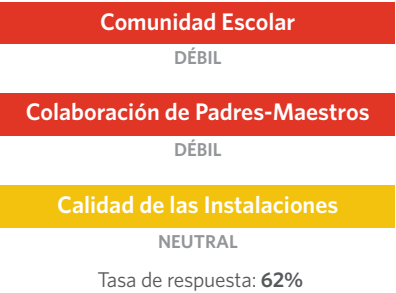 Comunidad Escolar
DÉBIL
Colaboración de Padres-Maestros
DÉBIL
Calidad de las Instalaciones
NEUTRAL
Tasa de respuesta: 62%